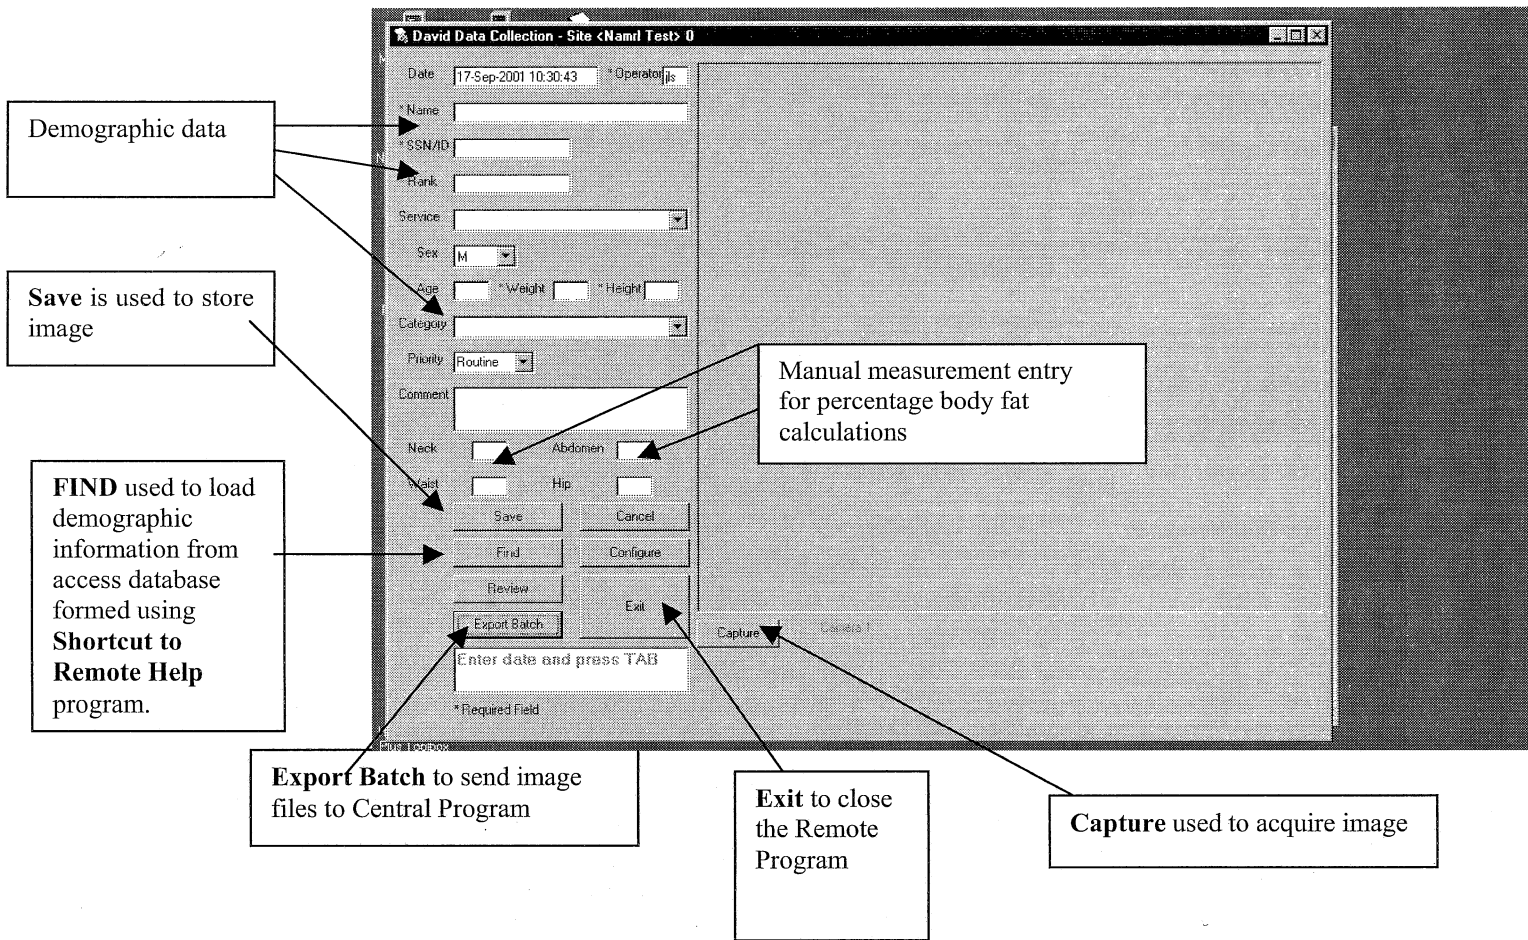 David Data Collection - Site <Namrl Test> 0
Date 17-Sep-2001 10:30:43 * Operator jls
* Name
* SSN/ID
Rank
Service
Sex M
Age * Weight * Height
Category
Priority Routine
Comment
Neck Abdomen
Waist Hip
Save Cancel
Find Configure
Review
Exit
Export Batch
Capture Camera 1
Enter date and press TAB
* Required Field
Plus Toolbox
Demographic data
Save is used to store
image
FIND used to load
demographic
information from
access database
formed using
Shortcut to
Remote Help
program.
Manual measurement entry
for percentage body fat
calculations
Export Batch to send image
files to Central Program
Exit to close
the Remote
Program
Capture used to acquire image